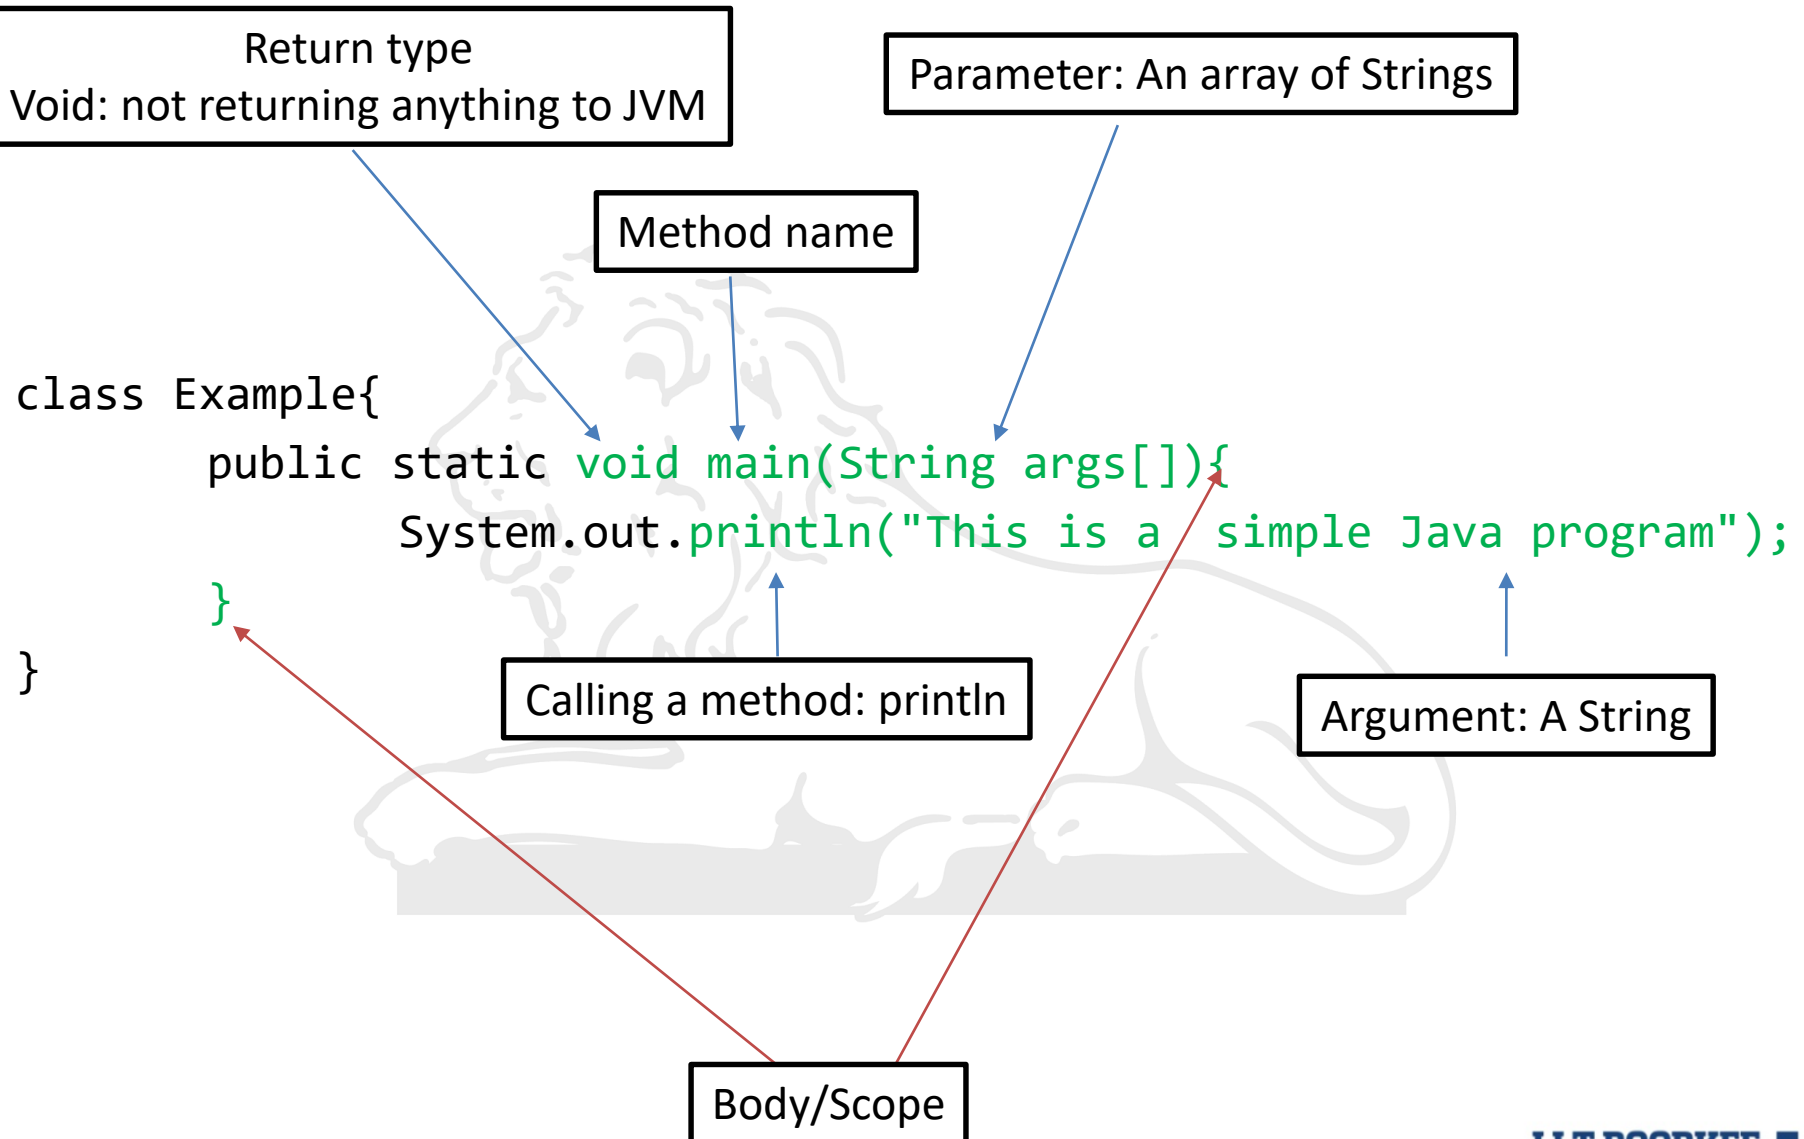 Return type
Void: not returning anything to JVM
Parameter: An array of Strings
Method name
class Example{
public static void main(String args[]){
System.out.println("This is a  simple Java program");
}
}
Calling a method: println
Argument: A String
Body/Scope